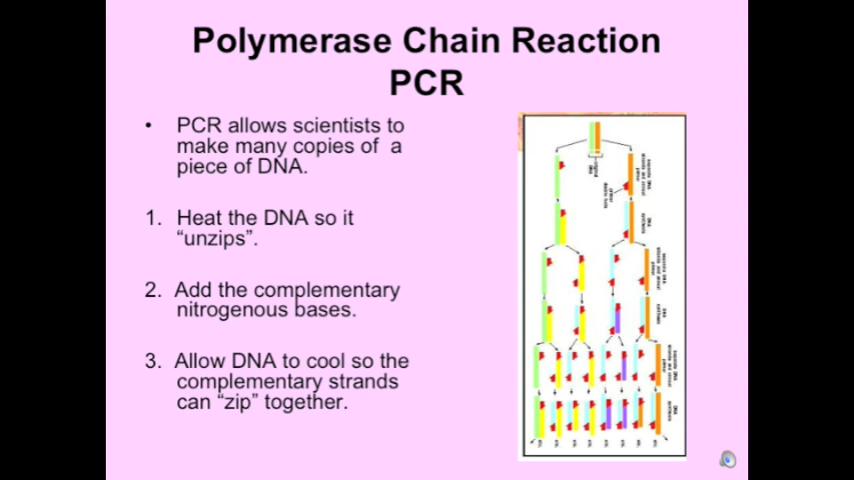 Polymerase Chain Reaction
PCR
• PCR allows scientists to
make many copies of a
piece of DNA.
1. Heat the DNA so it
“unzips”.
2. Add the complementary
nitrogenous bases.
3. Allow DNA to cool so the
complementary strands
can “zip” together.